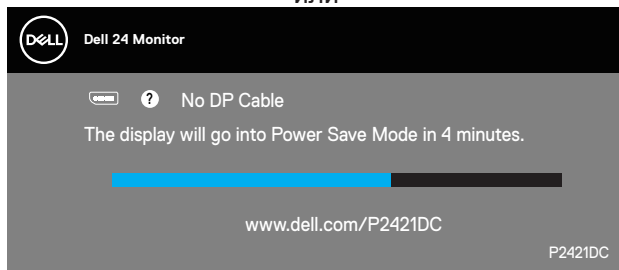 или
DELL
Dell 24 Monitor
? No DP Cable
The display will go into Power Save Mode in 4 minutes.
www.dell.com/P2421DC
P2421DC